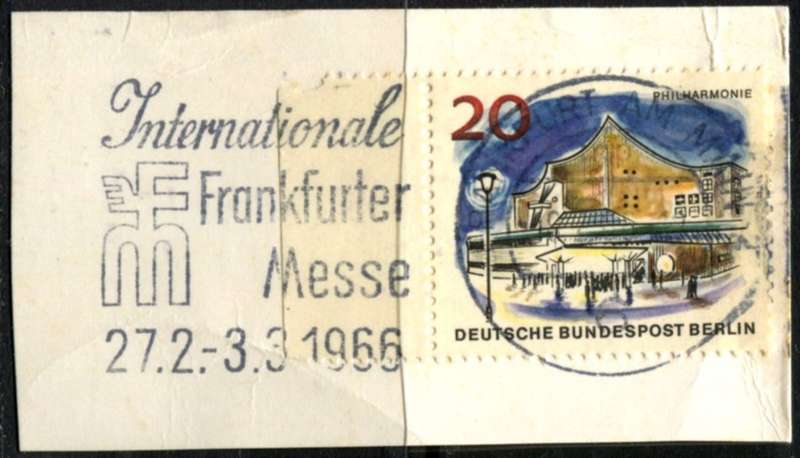 Internationale
Frankfurter
Messe
27.2.-3.3 1966
20
PHILHARMONIE
DEUTSCHE BUNDESPOST BERLIN